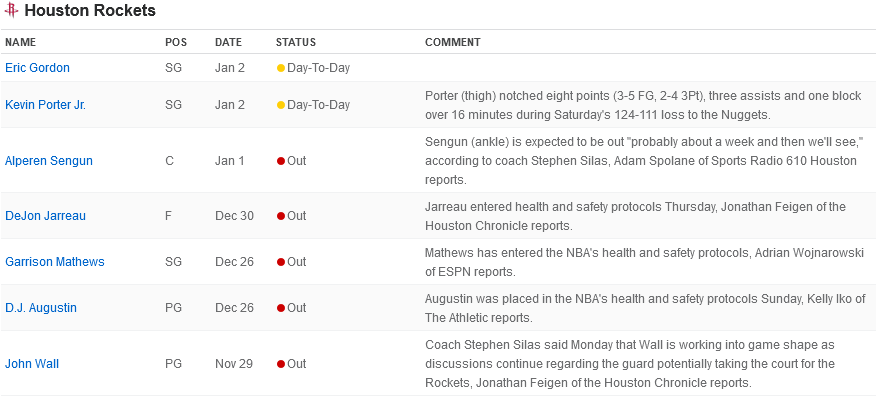 Houston Rockets
NAME POS DATE STATUS COMMENT
Eric Gordon SG Jan 2 Day-To-Day
Kevin Porter Jr. SG Jan 2 Day-To-Day Porter (thigh) notched eight points (3-5 FG, 2-4 3Pt), three assists and one block
over 16 minutes during Saturday's 124-111 loss to the Nuggets.
Alperen Sengun C Jan 1 Out Sengun (ankle) is expected to be out "probably about a week and then we'll see,"
according to coach Stephen Silas, Adam Spolane of Sports Radio 610 Houston
reports.
DeJon Jarreau F Dec 30 Out Jarreau entered health and safety protocols Thursday, Jonathan Feigen of the
Houston Chronicle reports.
Garrison Mathews SG Dec 26 Out Mathews has entered the NBA's health and safety protocols, Adrian Wojnarowski
of ESPN reports.
D.J. Augustin PG Dec 26 Out Augustin was placed in the NBA's health and safety protocols Sunday, Kelly Iko of
The Athletic reports.
John Wall PG Nov 29 Out Coach Stephen Silas said Monday that Wall is working into game shape as
discussions continue regarding the guard potentially taking the court for the
Rockets, Jonathan Feigen of the Houston Chronicle reports.